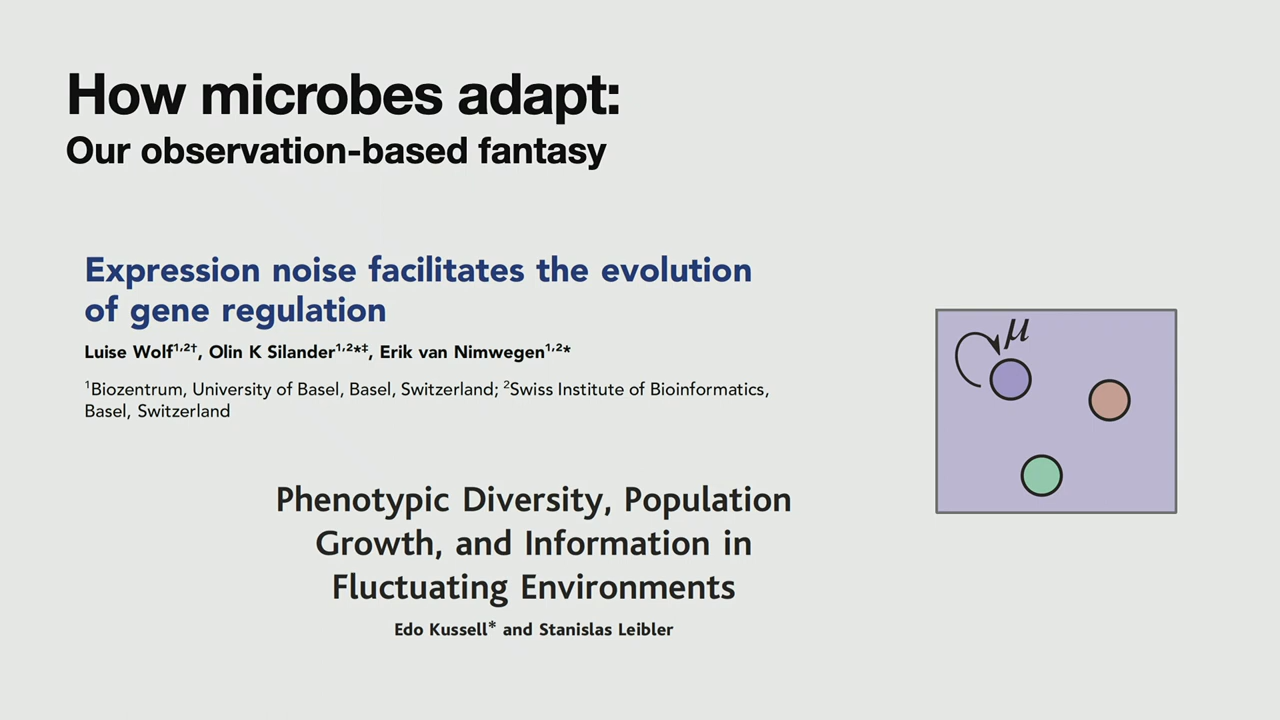 How microbes adapt:
Our observation-based fantasy
Expression noise facilitates the evolution
of gene regulation
Luise Wolf¹,²†, Olin K Silander¹,²*‡, Erik van Nimwegen¹,²*
¹Biozentrum, University of Basel, Basel, Switzerland; ²Swiss Institute of Bioinformatics,
Basel, Switzerland
μ
Phenotypic Diversity, Population
Growth, and Information in
Fluctuating Environments
Edo Kussell* and Stanislas Leibler